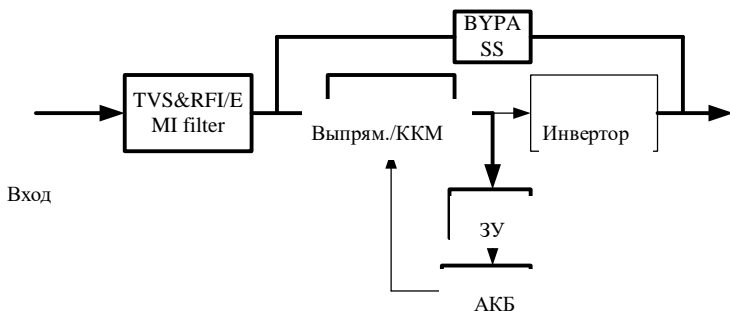 BYPA
SS
TVS&RFI/E
MI filter
Выпрям./ККМ
Инвертор
Вход
ЗУ
АКБ